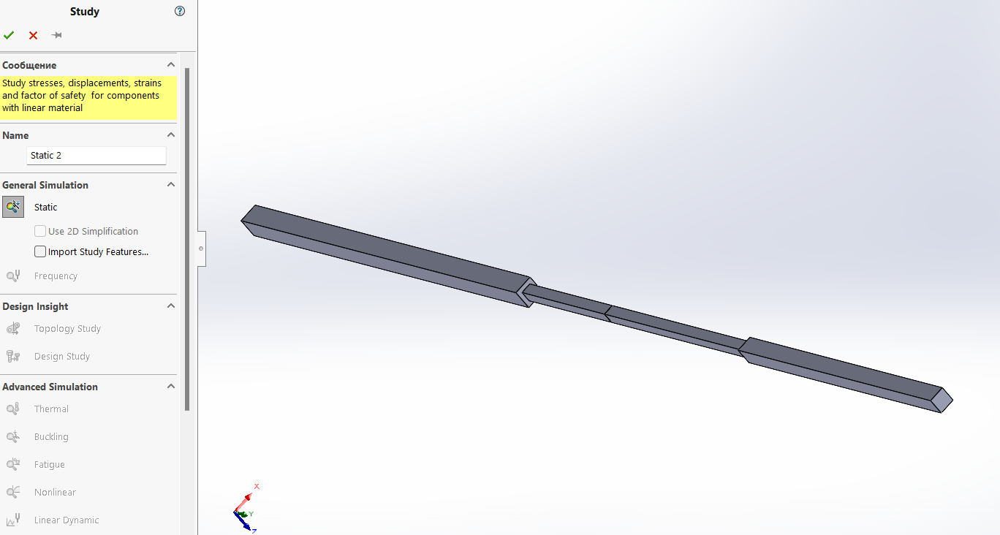 Study
Сообщение
Study stresses, displacements, strains
and factor of safety for components
with linear material
Name
Static 2
General Simulation
Static
Use 2D Simplification
Import Study Features...
Frequency
Design Insight
Topology Study
Design Study
Advanced Simulation
Thermal
Buckling
Fatigue
Nonlinear
Linear Dynamic
X
Y
Z